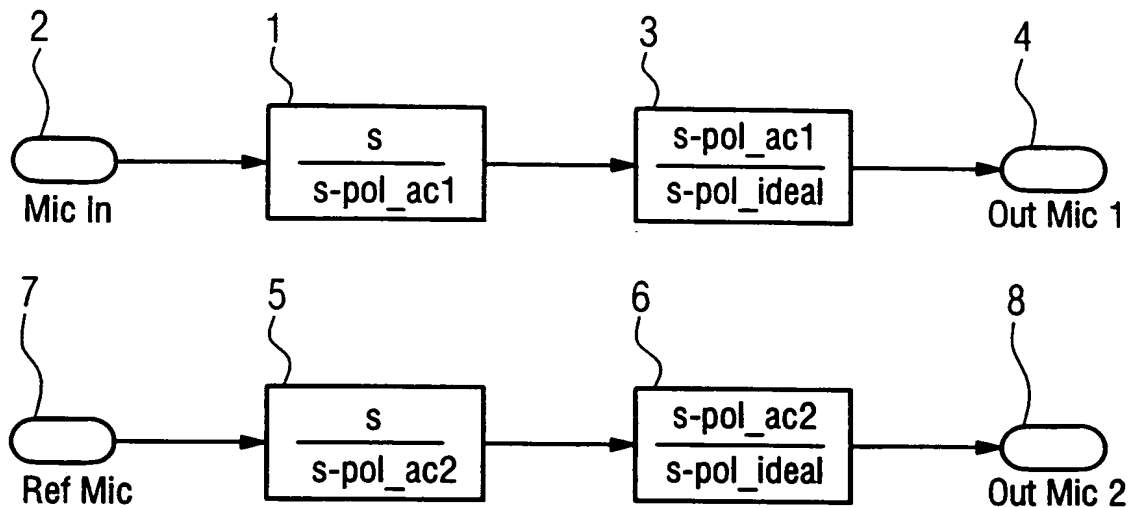 2
1
3
4
s
s-pol_ac1
s-pol_ac1
s-pol_ideal
Mic in
Out Mic 1
7
5
6
8
s
s-pol_ac2
s-pol_ac2
s-pol_ideal
Ref Mic
Out Mic 2